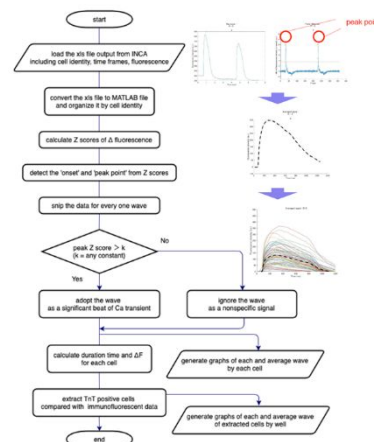 start
load the xls file output from INCA
including cell identity, time frames, fluorescence
convert the xls file to MATLAB file
and organize it by cell identity
calculate Z scores of Δ fluorescence
detect the 'onset' and 'peak point' from Z scores
snip the data for every one wave
peak Z score > k
(k = any constant)
No
Yes
adopt the wave
as a significant beat of Ca transient
ignore the wave
as a nonspecific signal
calculate duration time and ΔF
for each cell
generate graphs of each and average wave
by each cell
extract TnT positive cells
compared with immunofluorescent data
generate graphs of each and average wave
of extracted cells by well
end
peak poin